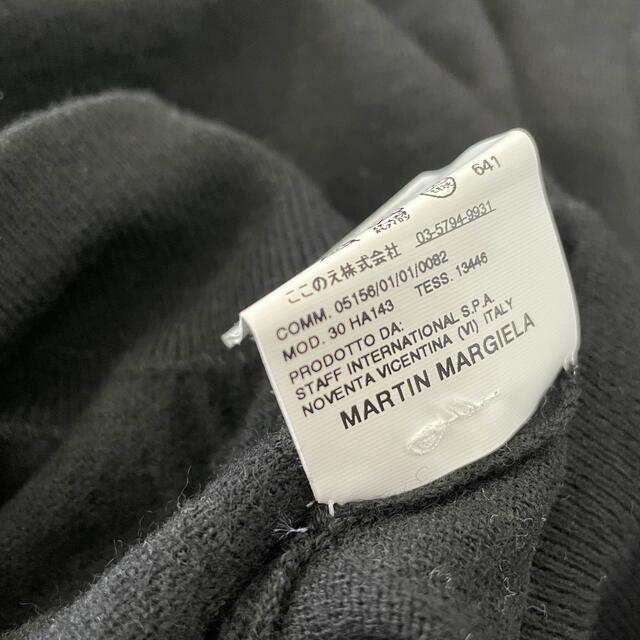 641
ここのえ株式会社 03-5794-9931
COMM. 05156/01/01/0082
MOD. 30 HA143 TESS. 13446
PRODOTTO DA:
STAFF INTERNATIONAL S.P.A.
NOVENTA VICENTINA (VI) ITALY
MARTIN MARGIELA